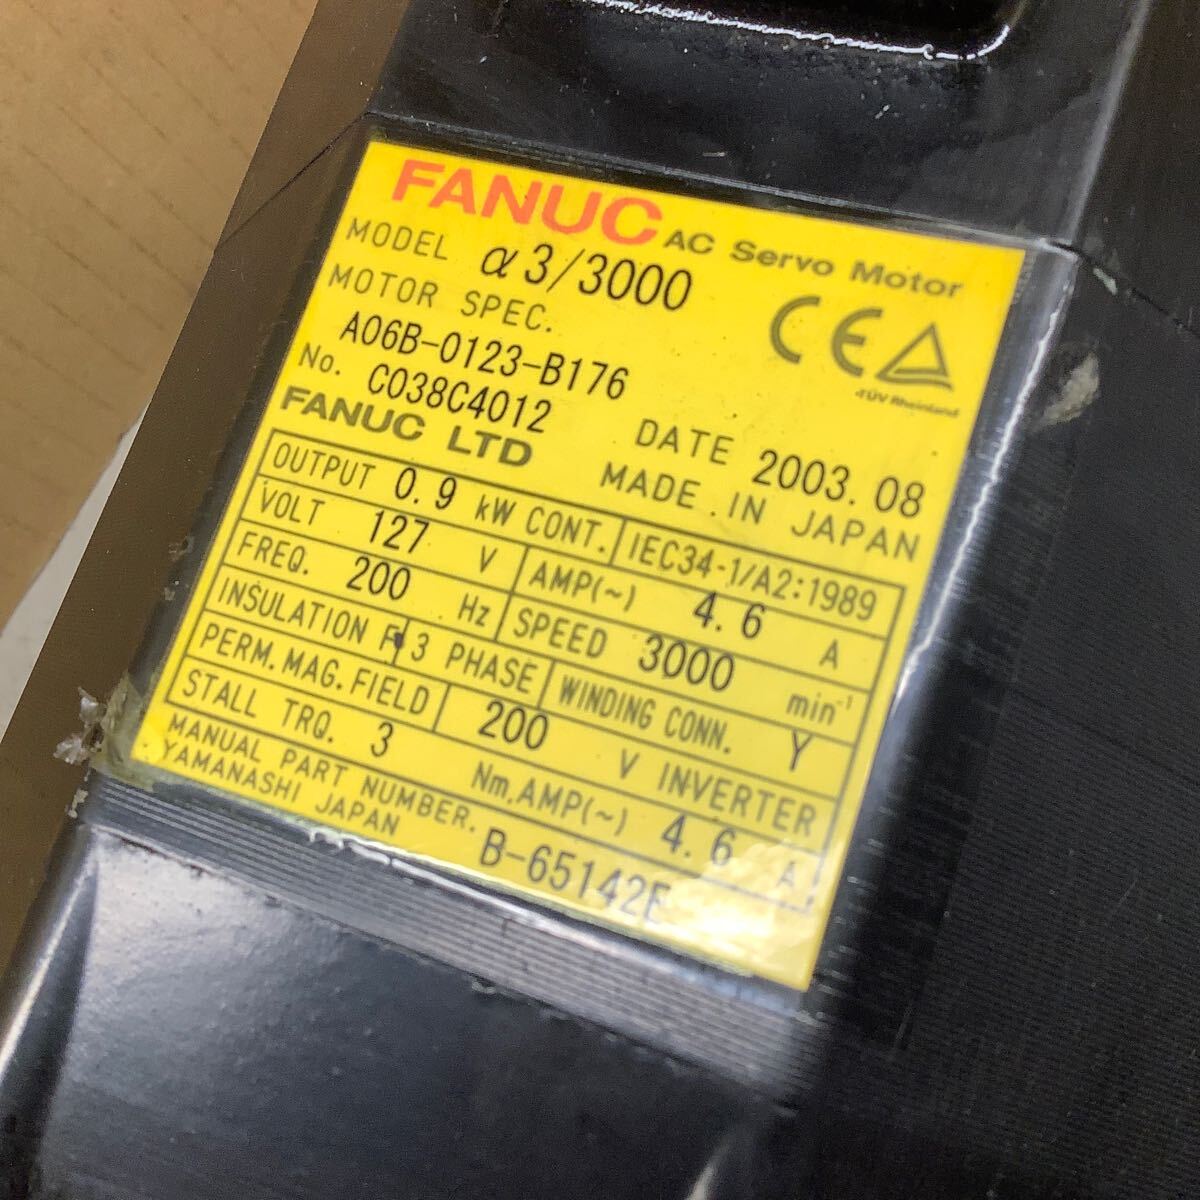 FANUC AC Servo Motor
MODEL α3/3000
MOTOR SPEC.
A06B-0123-B176
No. C038C4012
CE
TÜV Rheinland
FANUC LTD
DATE 2003.08
MADE IN JAPAN
OUTPUT 0.9 kW CONT. IEC34-1/A2:1989
VOLT 127 V AMP(~) 4.6 A
FREQ. 200 Hz SPEED 3000 min⁻¹
INSULATION F 3 PHASE WINDING CONN. Y
PERM.MAG.FIELD 200 V INVERTER
STALL TRQ. 3 Nm,AMP(~) 4.6 A
MANUAL PART NUMBER. B-65142E
YAMANASHI JAPAN